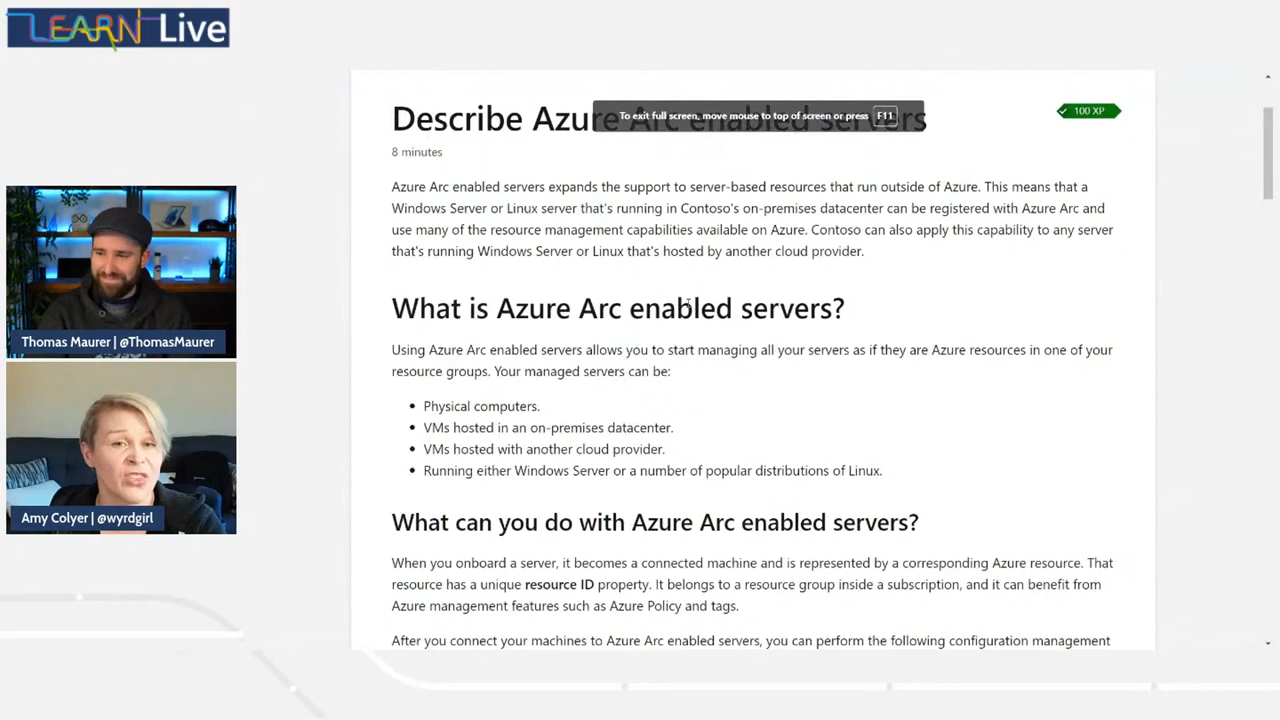 LEARN Live
Describe Azure Arc enabled servers
To exit full screen, move mouse to top of screen or press F11
100 XP
8 minutes
Azure Arc enabled servers expands the support to server-based resources that run outside of Azure. This means that a
Windows Server or Linux server that's running in Contoso's on-premises datacenter can be registered with Azure Arc and
use many of the resource management capabilities available on Azure. Contoso can also apply this capability to any server
that's running Windows Server or Linux that's hosted by another cloud provider.
What is Azure Arc enabled servers?
Using Azure Arc enabled servers allows you to start managing all your servers as if they are Azure resources in one of your
resource groups. Your managed servers can be:
• Physical computers.
• VMs hosted in an on-premises datacenter.
• VMs hosted with another cloud provider.
• Running either Windows Server or a number of popular distributions of Linux.
What can you do with Azure Arc enabled servers?
When you onboard a server, it becomes a connected machine and is represented by a corresponding Azure resource. That
resource has a unique resource ID property. It belongs to a resource group inside a subscription, and it can benefit from
Azure management features such as Azure Policy and tags.
After you connect your machines to Azure Arc enabled servers, you can perform the following configuration management
Thomas Maurer | @ThomasMaurer
Amy Colyer | @wyrdgirl